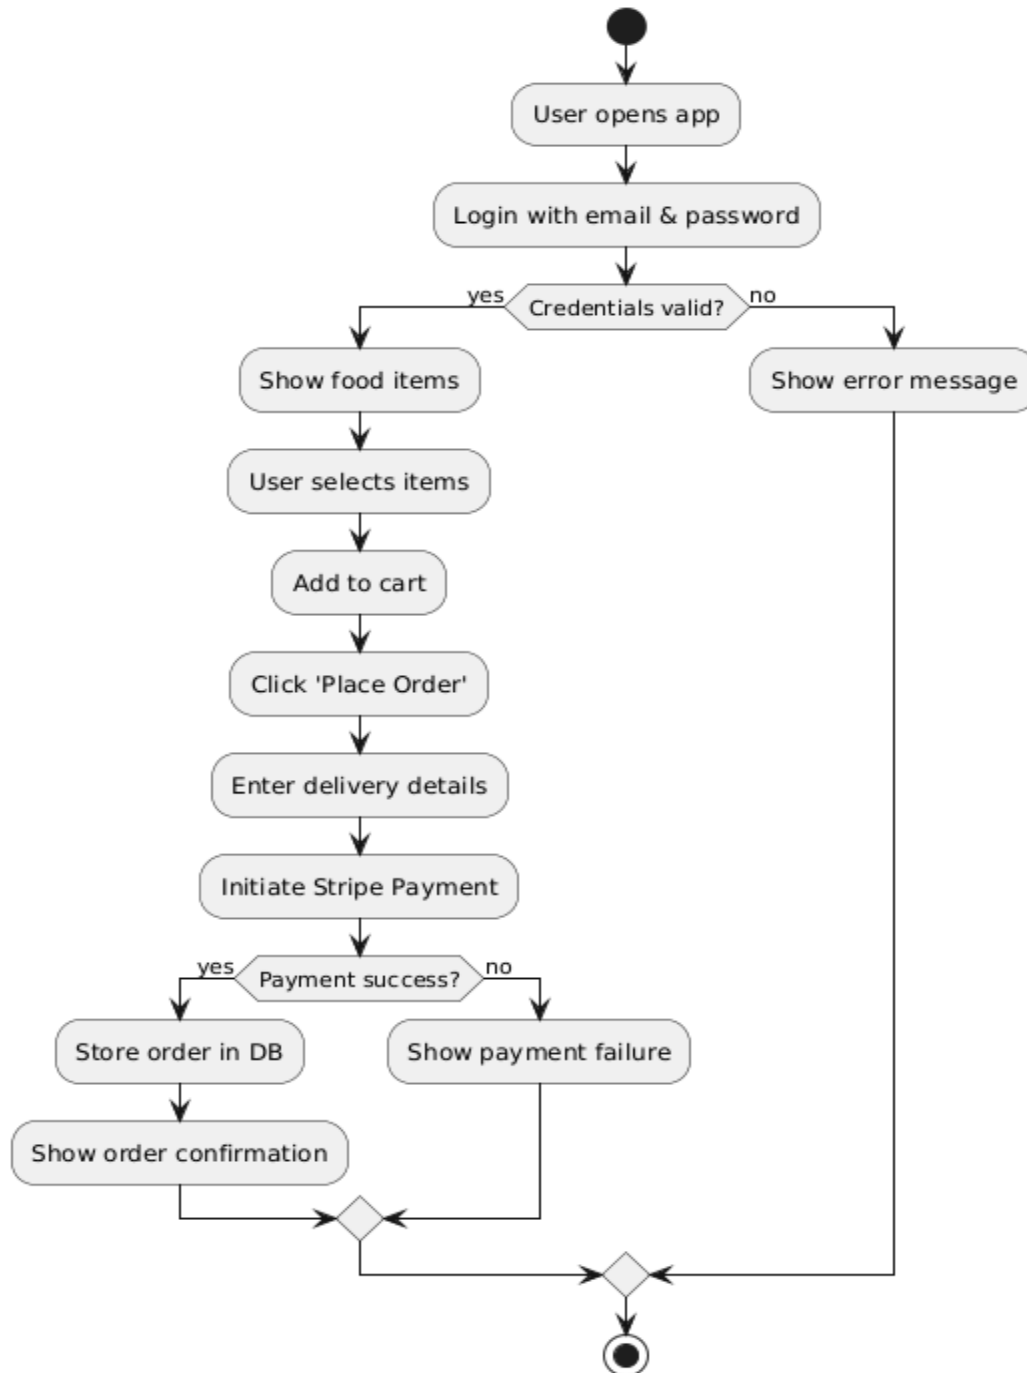 User opens app
Login with email & password
yes
Credentials valid?
no
Show food items
Show error message
User selects items
Add to cart
Click 'Place Order'
Enter delivery details
Initiate Stripe Payment
yes
Payment success?
no
Store order in DB
Show payment failure
Show order confirmation